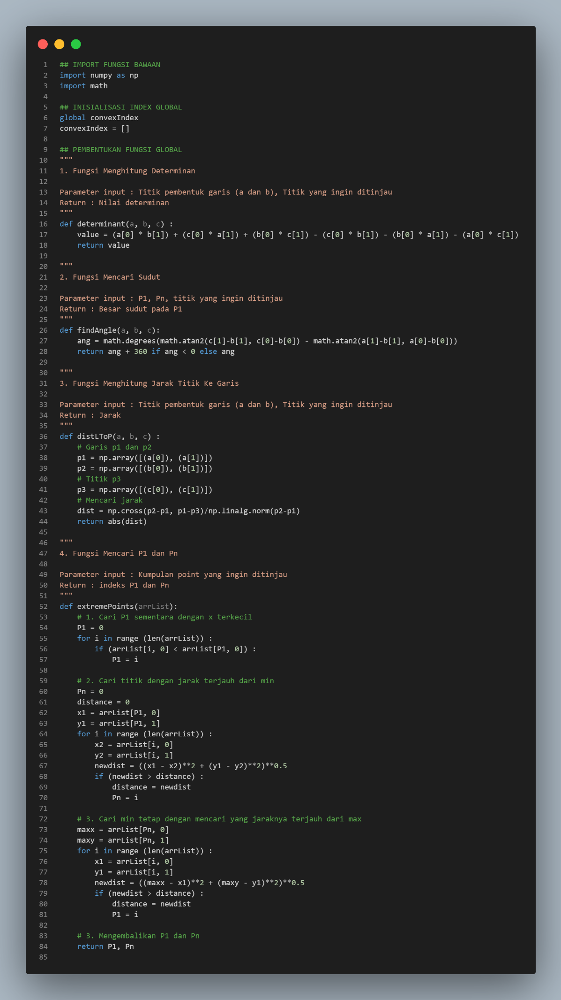 1 ## IMPORT FUNGSI BAWAAN
2 import numpy as np
3 import math
4
5 ## INISIALISASI INDEX GLOBAL
6 global convexIndex
7 convexIndex = []
8
9 ## PEMBENTUKAN FUNGSI GLOBAL
10 """
11 1. Fungsi Menghitung Determinan
12
13 Parameter input : Titik pembentuk garis (a dan b), Titik yang ingin ditinjau
14 Return : Nilai determinan
15 """
16 def determinant(a, b, c) :
17     value = (a[0] * b[1]) + (c[0] * a[1]) + (b[0] * c[1]) - (c[0] * b[1]) - (b[0] * a[1]) - (a[0] * c[1])
18     return value
19
20 """
21 2. Fungsi Mencari Sudut
22
23 Parameter input : P1, Pn, titik yang ingin ditinjau
24 Return : Besar sudut pada P1
25 """
26 def findAngle(a, b, c):
27     ang = math.degrees(math.atan2(c[1]-b[1], c[0]-b[0]) - math.atan2(a[1]-b[1], a[0]-b[0]))
28     return ang + 360 if ang < 0 else ang
29
30 """
31 3. Fungsi Menghitung Jarak Titik Ke Garis
32
33 Parameter input : Titik pembentuk garis (a dan b), Titik yang ingin ditinjau
34 Return : Jarak
35 """
36 def distLToP(a, b, c) :
37     # Garis p1 dan p2
38     p1 = np.array([(a[0]), (a[1])])
39     p2 = np.array([(b[0]), (b[1])])
40     # Titik p3
41     p3 = np.array([(c[0]), (c[1])])
42     # Mencari jarak
43     dist = np.cross(p2-p1, p1-p3)/np.linalg.norm(p2-p1)
44     return abs(dist)
45
46 """
47 4. Fungsi Mencari P1 dan Pn
48
49 Parameter input : Kumpulan point yang ingin ditinjau
50 Return : indeks P1 dan Pn
51 """
52 def extremePoints(arrList):
53     # 1. Cari P1 sementara dengan x terkecil
54     P1 = 0
55     for i in range (len(arrList)) :
56         if (arrList[i, 0] < arrList[P1, 0]) :
57             P1 = i
58
59     # 2. Cari titik dengan jarak terjauh dari min
60     Pn = 0
61     distance = 0
62     x1 = arrList[P1, 0]
63     y1 = arrList[P1, 1]
64     for i in range (len(arrList)) :
65         x2 = arrList[i, 0]
66         y2 = arrList[i, 1]
67         newdist = ((x1 - x2)**2 + (y1 - y2)**2)**0.5
68         if (newdist > distance) :
69             distance = newdist
70             Pn = i
71
72     # 3. Cari min tetap dengan mencari yang jaraknya terjauh dari max
73     maxx = arrList[Pn, 0]
74     maxy = arrList[Pn, 1]
75     for i in range (len(arrList)) :
76         x1 = arrList[i, 0]
77         y1 = arrList[i, 1]
78         newdist = ((maxx - x1)**2 + (maxy - y1)**2)**0.5
79         if (newdist > distance) :
80             distance = newdist
81             P1 = i
82
83     # 3. Mengembalikan P1 dan Pn
84     return P1, Pn
85